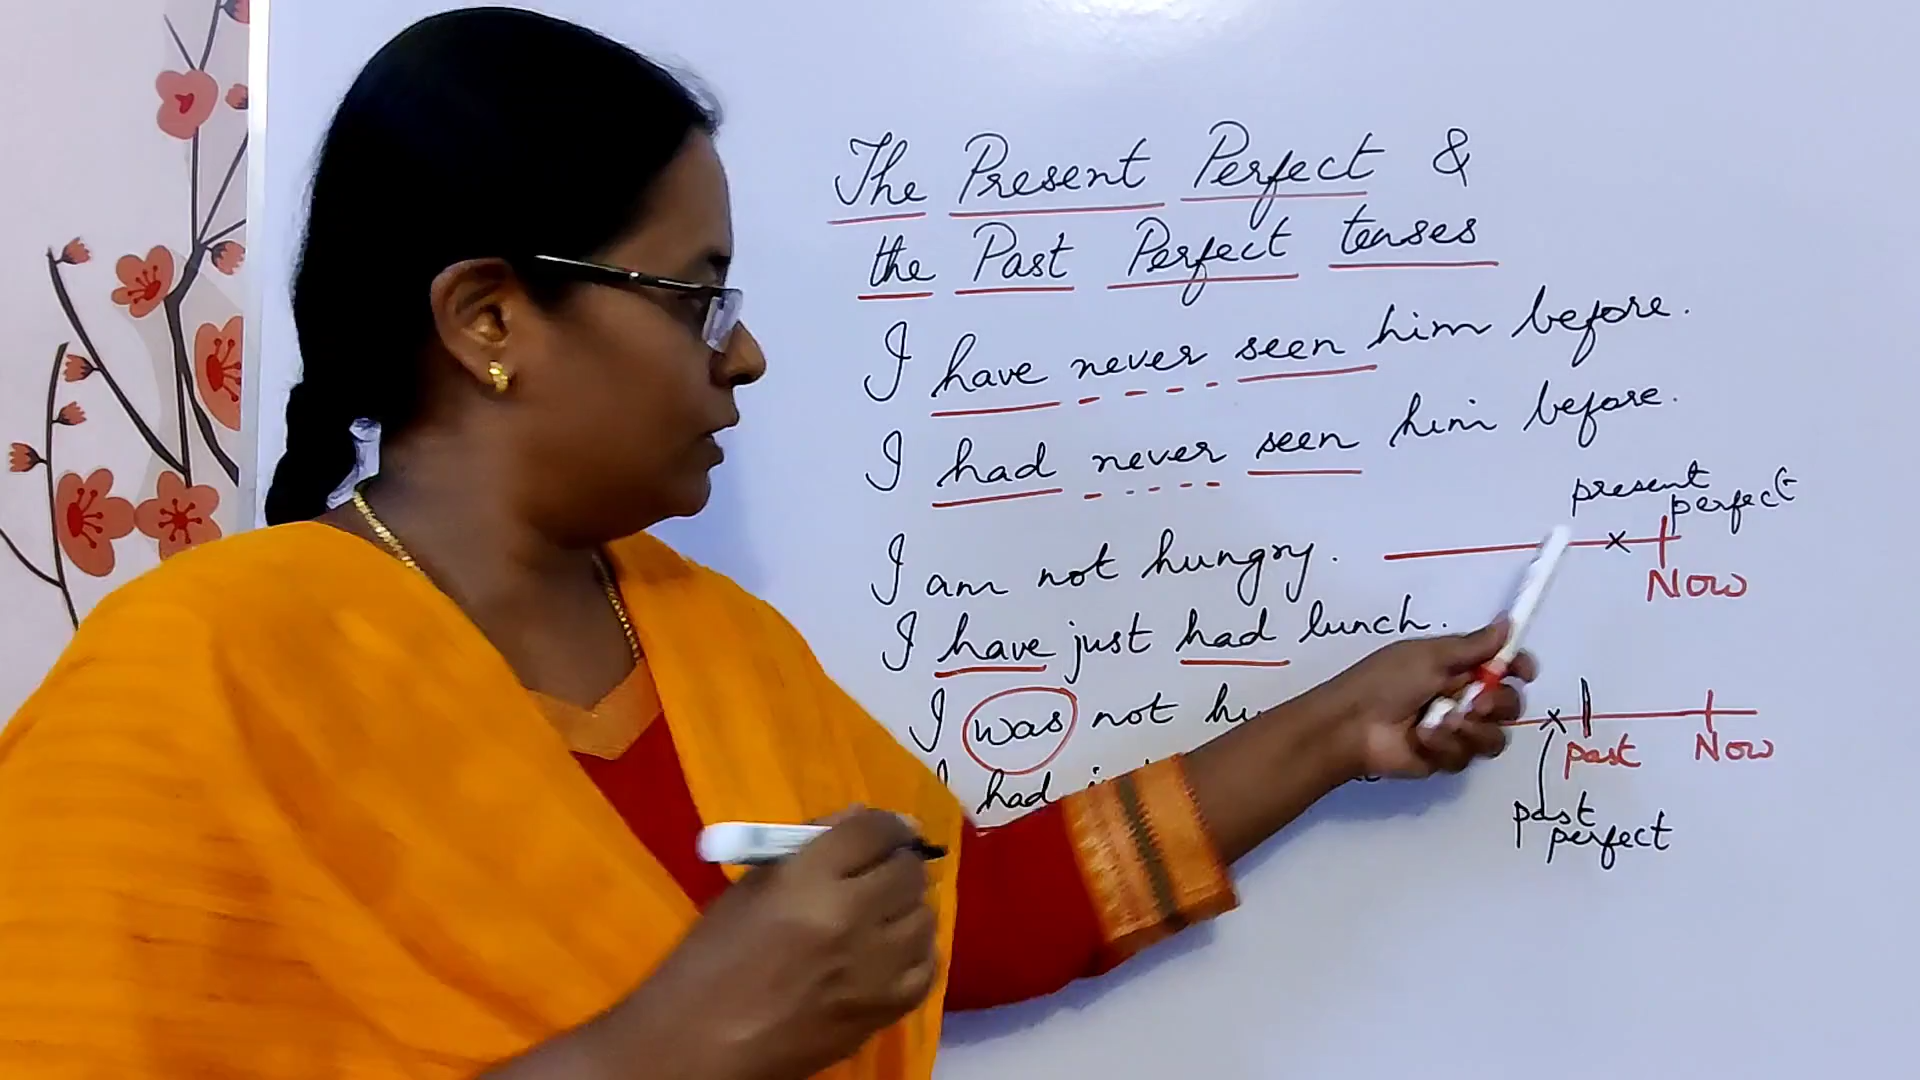 The Present Perfect &
the Past Perfect tenses
I have never seen him before.
I had never seen him before.
I am not hungry.
I have just had lunch.
I was not
had
present
perfect
Now
past
Now
past
perfect